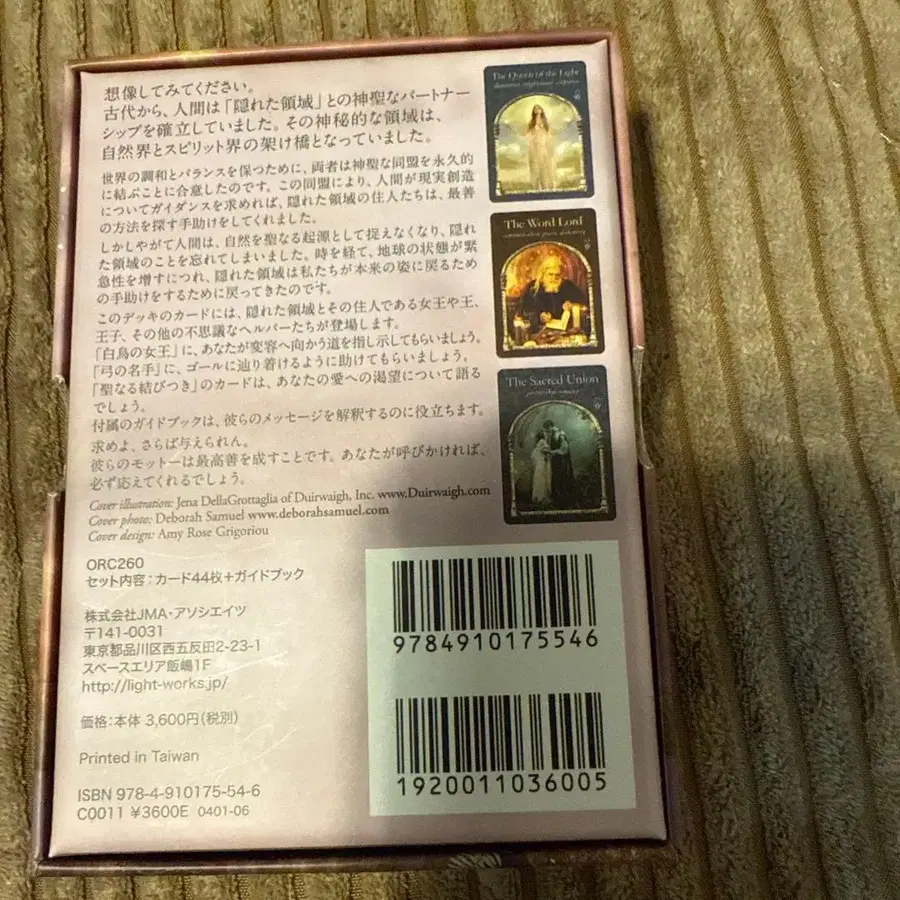 想像してみてください。
古代から、人間は「隠れた領域」との神聖なパートナー
シップを確立していました。その神秘的な領域は、
自然界とスピリット界の架け橋となっていました。
世界の調和とバランスを保つために、両者は神聖な同盟を永久的
に結ぶことに合意したのです。この同盟により、人間が現実創造
についてガイダンスを求めれば、隠れた領域の住人たちは、最善
の方法を探す手助けをしてくれました。
しかしやがて人間は、自然を聖なる起源として捉えなくなり、隠れ
た領域のことを忘れてしまいました。時を経て、地球の状態が緊
急性を増すにつれ、隠れた領域は私たちが本来の姿に戻るため
の手助けをするために戻ってきたのです。
このデッキのカードには、隠れた領域とその住人である女王や王、
王子、その他の不思議なヘルパーたちが登場します。
「白鳥の女王」に、あなたが変容へ向かう道を指し示してもらいましょう。
「弓の名手」に、ゴールに辿り着けるように助けてもらいましょう。
「聖なる結びつき」のカードは、あなたの愛への渇望について語る
でしょう。
付属のガイドブックは、彼らのメッセージを解釈するのに役立ちます。
求めよ、さらば与えられん。
彼らのモットーは最高善を成すことです。あなたが呼びかければ、
必ず応えてくれるでしょう。
Cover illustration: Jena DellaGrottaglia of Duirwaigh, Inc. www.Duirwaigh.com
Cover photo: Deborah Samuel www.deborahsamuel.com
Cover design: Amy Rose Grigoriou
ORC260
セット内容：カード44枚＋ガイドブック
株式会社JMA・アソシエイツ
〒141-0031
東京都品川区西五反田2-23-1
スペースエリア飯嶋1F
http://light-works.jp/
価格：本体 3,600円（税別）
Printed in Taiwan
ISBN 978-4-910175-54-6
C0011 ¥3600E 0401-06
The Queen of the Light
The Word Lord
The Sacred Union
9784910175546
1920011036005